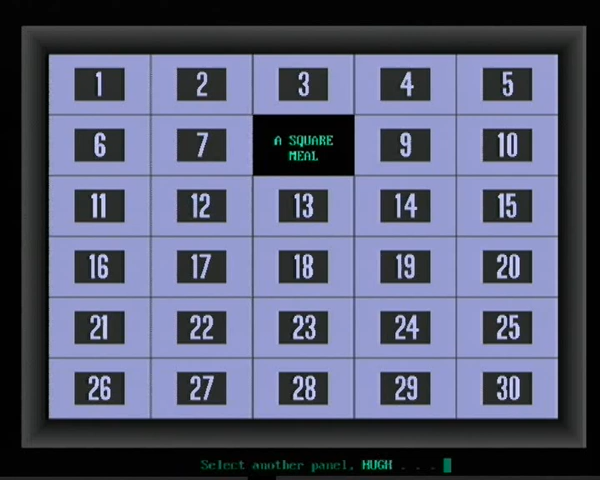 1 2 3 4 5
6 7 A SQUARE MEAL 9 10
11 12 13 14 15
16 17 18 19 20
21 22 23 24 25
26 27 28 29 30
Select another panel, HUGH . . .